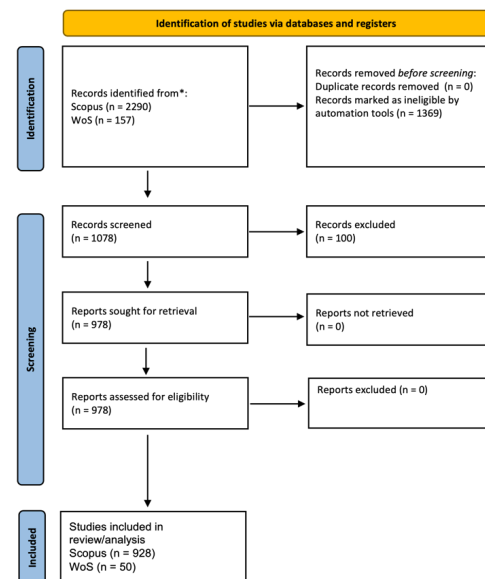 Identification of studies via databases and registers
Identification
Records identified from*:
Scopus (n = 2290)
WoS (n = 157)
Records removed before screening:
Duplicate records removed (n = 0)
Records marked as ineligible by
automation tools (n = 1369)
Screening
Records screened
(n = 1078)
Records excluded
(n = 100)
Reports sought for retrieval
(n = 978)
Reports not retrieved
(n = 0)
Reports assessed for eligibility
(n = 978)
Reports excluded (n = 0)
Included
Studies included in
review/analysis
Scopus (n = 928)
WoS (n = 50)